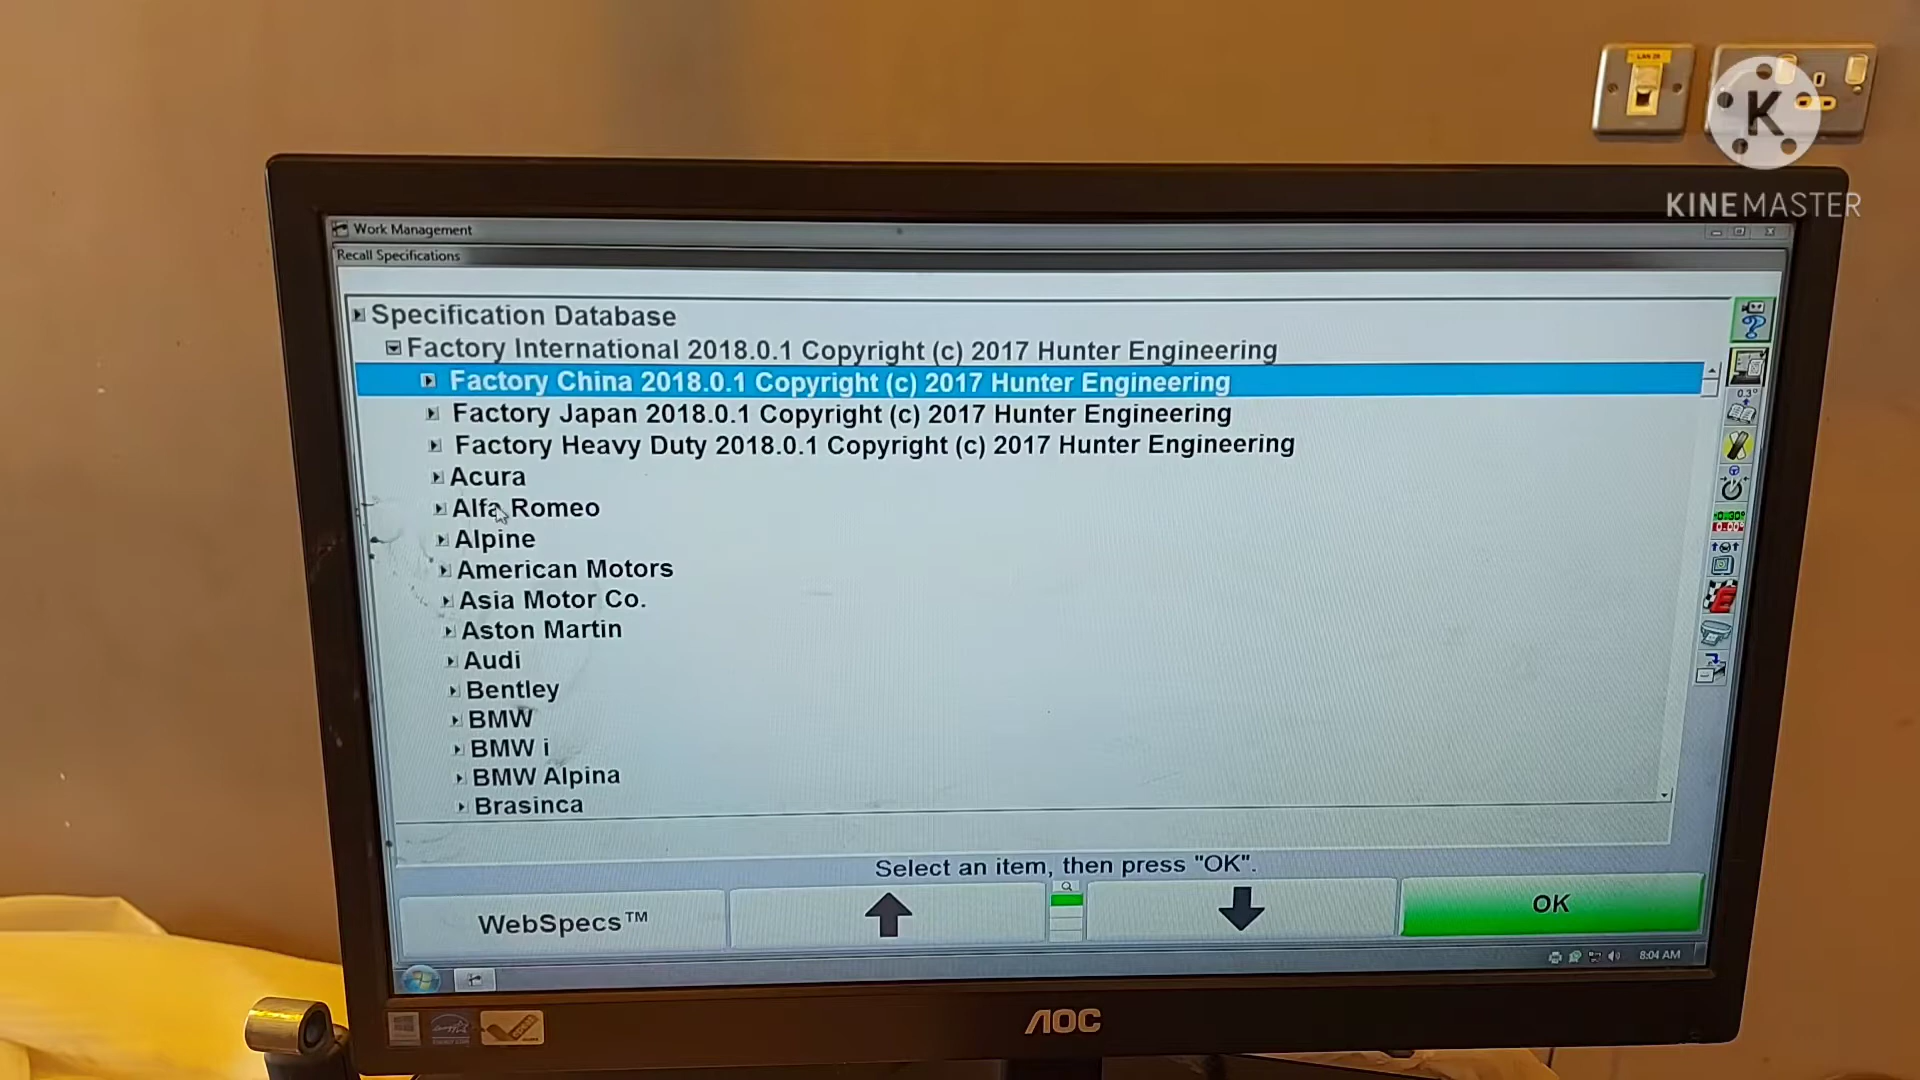 LAN 20
K
KINEMASTER
Work Management
Recall Specifications
Specification Database
Factory International 2018.0.1 Copyright (c) 2017 Hunter Engineering
Factory China 2018.0.1 Copyright (c) 2017 Hunter Engineering
Factory Japan 2018.0.1 Copyright (c) 2017 Hunter Engineering
Factory Heavy Duty 2018.0.1 Copyright (c) 2017 Hunter Engineering
Acura
Alfa Romeo
Alpine
American Motors
Asia Motor Co.
Aston Martin
Audi
Bentley
BMW
BMW i
BMW Alpina
Brasinca
Select an item, then press "OK".
WebSpecs™
OK
8:04 AM
AOC